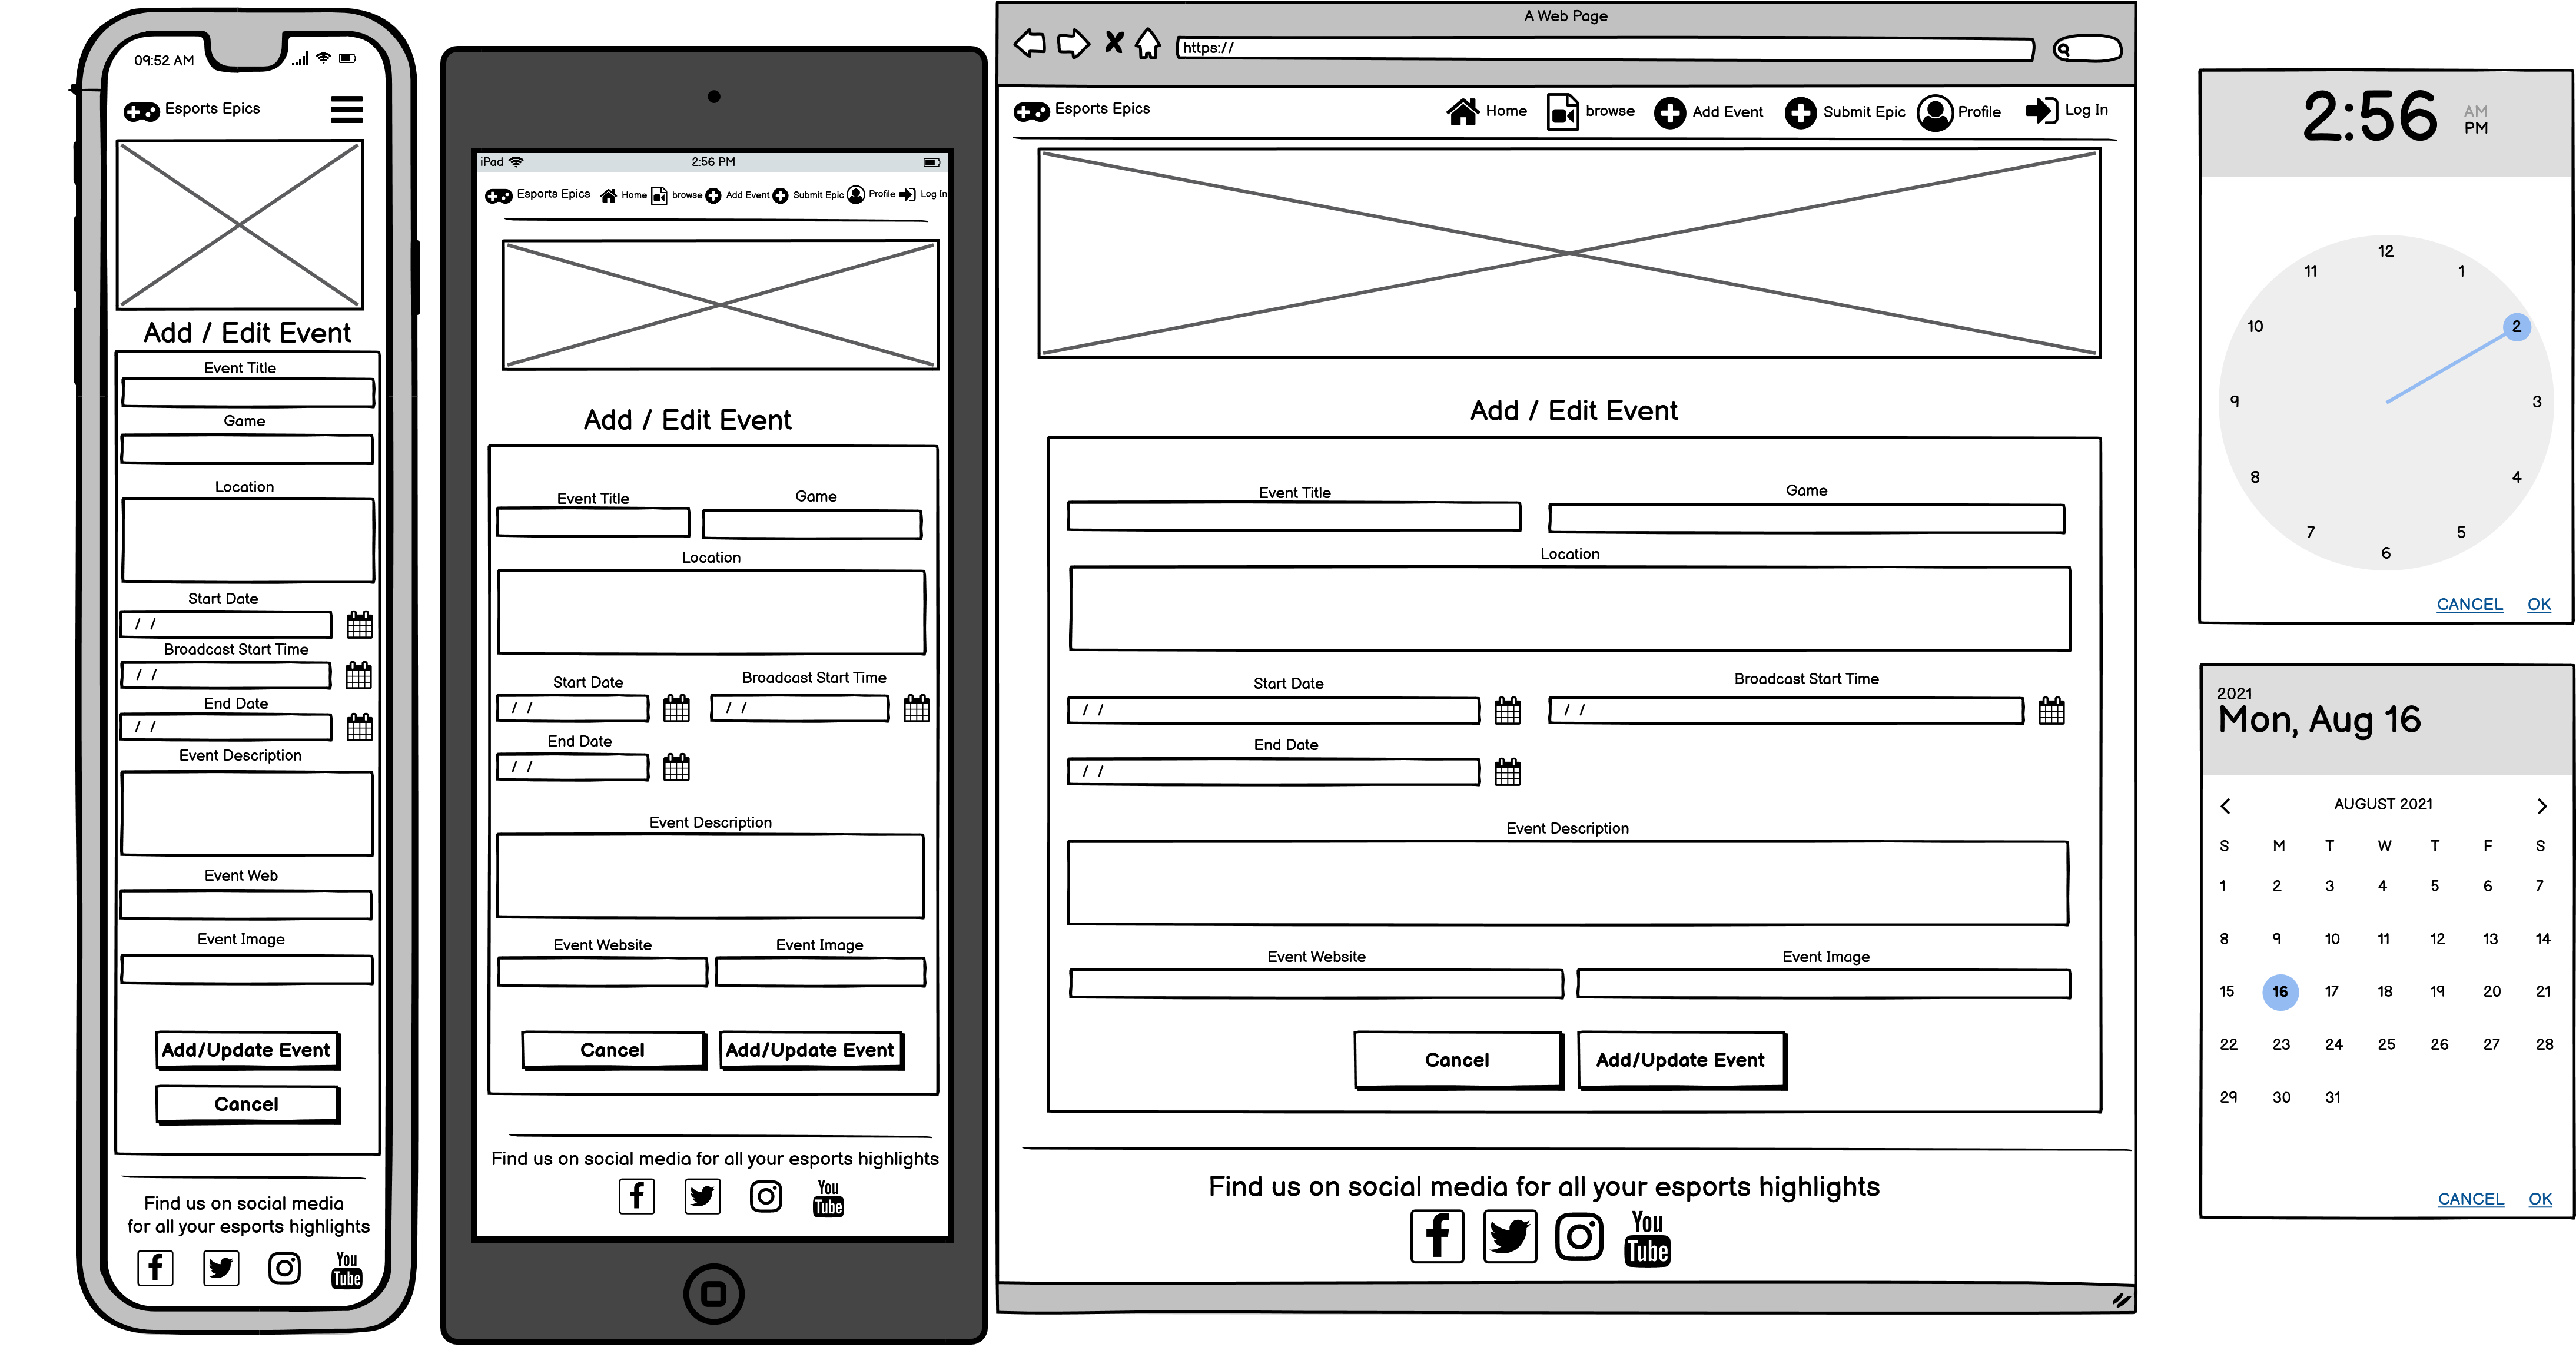 09:52 AM
Esports Epics
Add / Edit Event
Event Title
Game
Location
Start Date
/ /
Broadcast Start Time
/ /
End Date
/ /
Event Description
Event Web
Event Image
Add/Update Event
Cancel
Find us on social media
for all your esports highlights
You
Tube
iPad 2:56 PM
Esports Epics Home browse Add Event Submit Epic Profile Log In
Add / Edit Event
Event Title Game
Location
Start Date Broadcast Start Time
/ / / /
End Date
/ /
Event Description
Event Website Event Image
Cancel Add/Update Event
Find us on social media for all your esports highlights
You
Tube
A Web Page
https://
Esports Epics Home browse Add Event Submit Epic Profile Log In
Add / Edit Event
Event Title Game
Location
Start Date Broadcast Start Time
/ / / /
End Date
/ /
Event Description
Event Website Event Image
Cancel Add/Update Event
Find us on social media for all your esports highlights
You
Tube
2:56 AM
PM
12
11 1
10 2
9 3
8 4
7 5
6
CANCEL OK
2021
Mon, Aug 16
AUGUST 2021
S M T W T F S
1 2 3 4 5 6 7
8 9 10 11 12 13 14
15 16 17 18 19 20 21
22 23 24 25 26 27 28
29 30 31
CANCEL OK